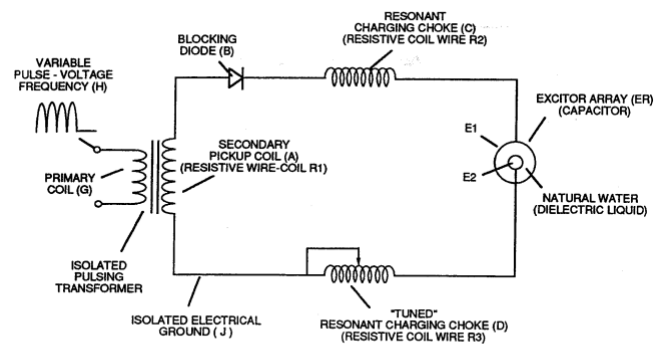 RESONANT
CHARGING CHOKE (C)
(RESISTIVE COIL WIRE R2)
BLOCKING
DIODE (B)
VARIABLE
PULSE - VOLTAGE
FREQUENCY (H)
EXCITOR ARRAY (ER)
(CAPACITOR)
E1
SECONDARY
PICKUP COIL (A)
(RESISTIVE WIRE-COIL R1)
E2
PRIMARY
COIL (G)
NATURAL WATER
(DIELECTRIC LIQUID)
ISOLATED
PULSING
TRANSFORMER
ISOLATED ELECTRICAL
GROUND ( J )
"TUNED"
RESONANT CHARGING CHOKE (D)
(RESISTIVE COIL WIRE R3)